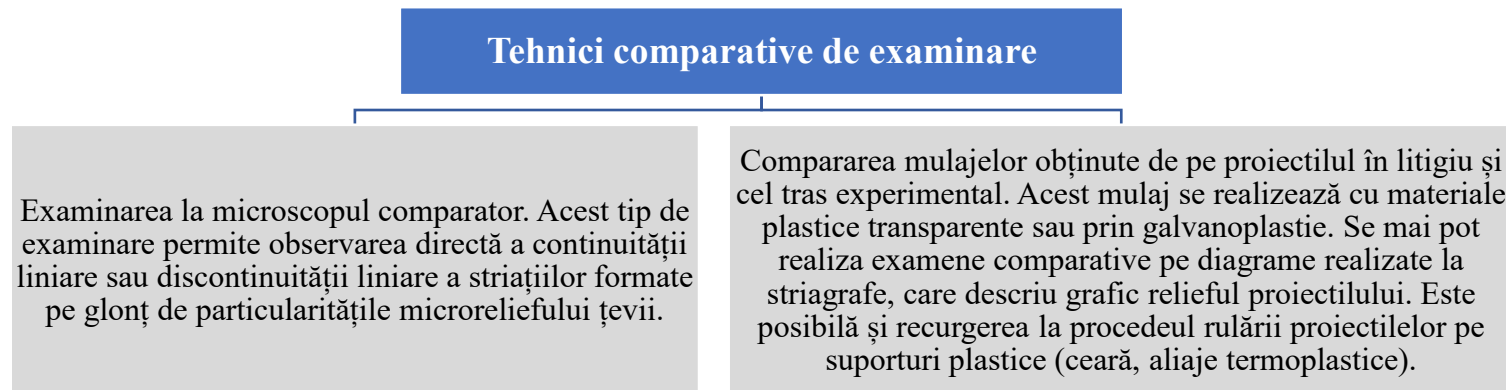 Tehnici comparative de examinare
Examinarea la microscopul comparator. Acest tip de
examinare permite observarea directă a continuității
liniare sau discontinuității liniare a striațiilor formate
pe glonț de particularitățile microreliefului țevii.
Compararea mulajelor obținute de pe proiectilul în litigiu și
cel tras experimental. Acest mulaj se realizează cu materiale
plastice transparente sau prin galvanoplastie. Se mai pot
realiza examene comparative pe diagrame realizate la
striagrafe, care descriu grafic relieful proiectilului. Este
posibilă și recurgerea la procedeul rulării proiectilelor pe
suporturi plastice (ceară, aliaje termoplastice).